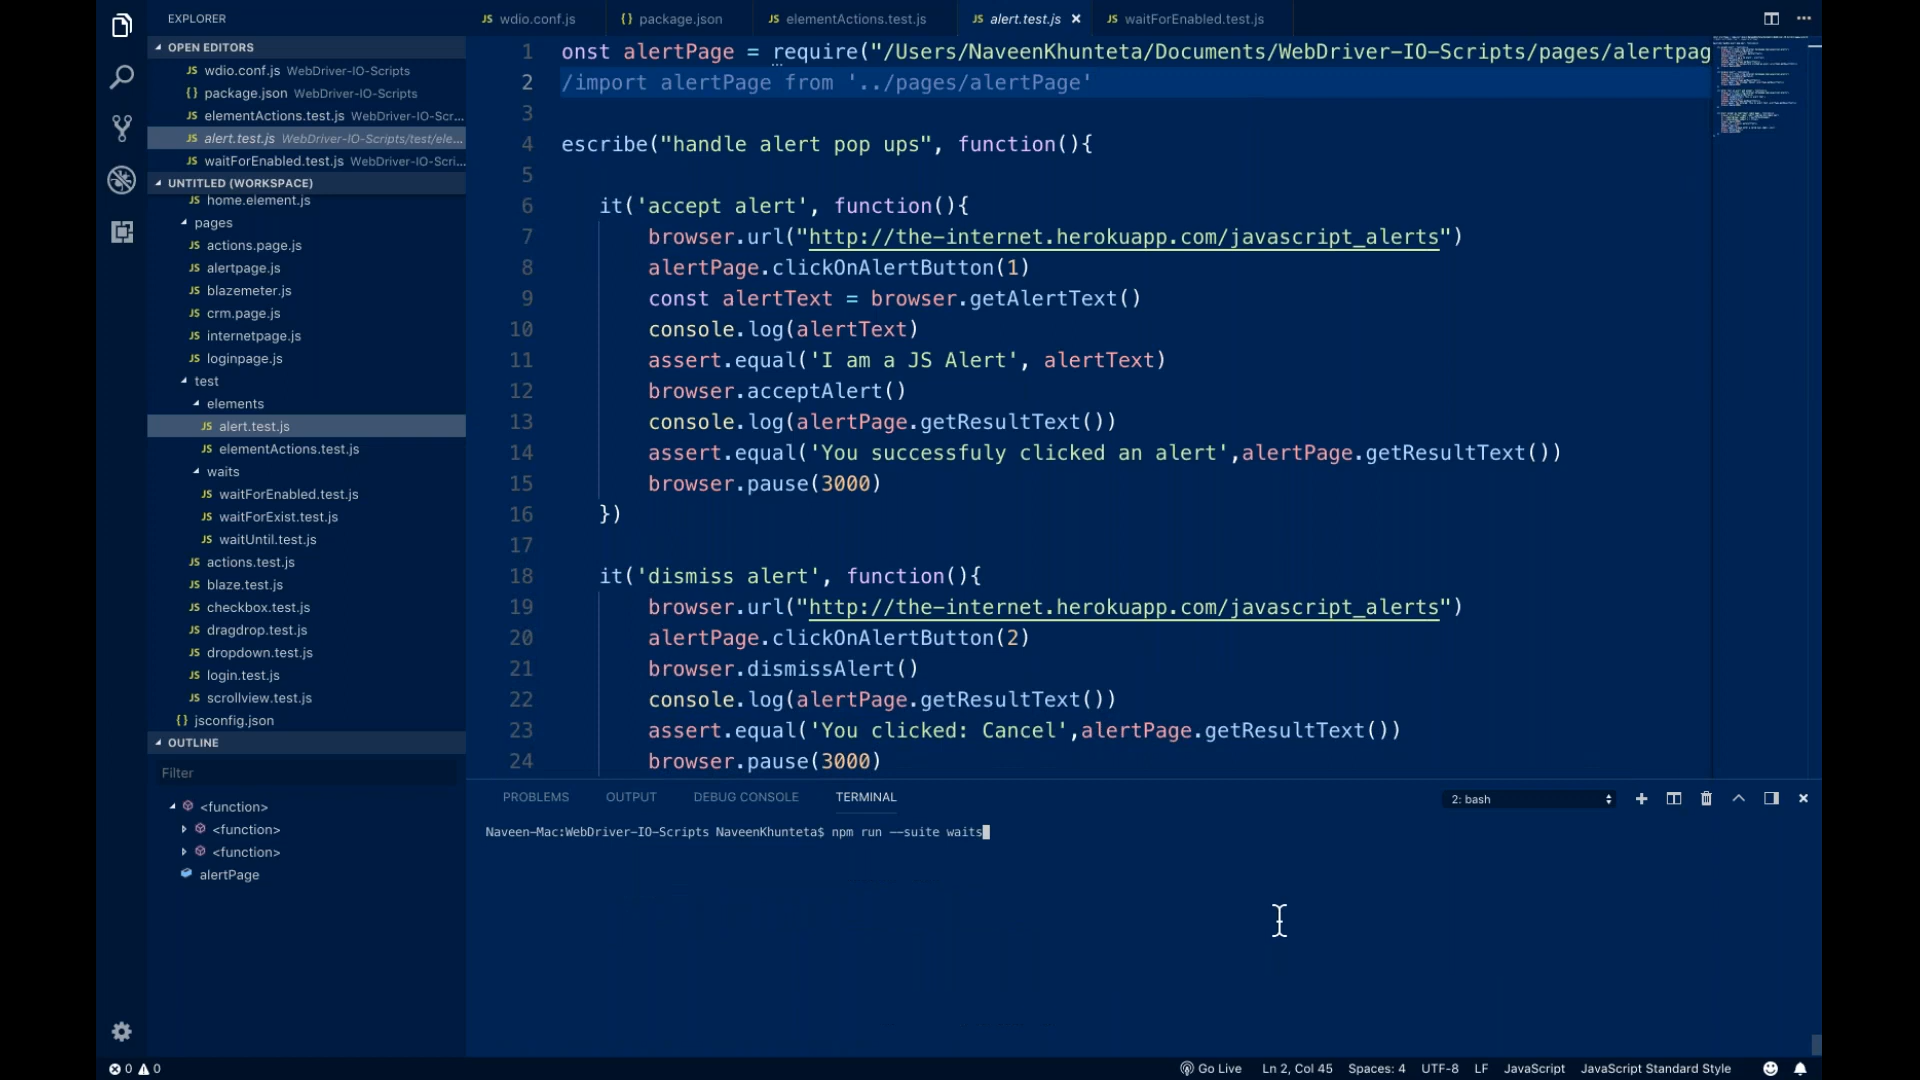 EXPLORER
OPEN EDITORS
JS wdio.conf.js WebDriver-IO-Scripts
{} package.json WebDriver-IO-Scripts
JS elementActions.test.js WebDriver-IO-Scr...
JS alert.test.js WebDriver-IO-Scripts/test/ele...
JS waitForEnabled.test.js WebDriver-IO-Scri...
UNTITLED (WORKSPACE)
JS home.element.js
pages
JS actions.page.js
JS alertpage.js
JS blazemeter.js
JS crm.page.js
JS internetpage.js
JS loginpage.js
test
elements
JS alert.test.js
JS elementActions.test.js
waits
JS waitForEnabled.test.js
JS waitForExist.test.js
JS waitUntil.test.js
JS actions.test.js
JS blaze.test.js
JS checkbox.test.js
JS dragdrop.test.js
JS dropdown.test.js
JS login.test.js
JS scrollview.test.js
{} jsconfig.json
OUTLINE
Filter
<function>
<function>
<function>
alertPage
JS wdio.conf.js {} package.json JS elementActions.test.js JS alert.test.js × JS waitForEnabled.test.js
1 onst alertPage = require("/Users/NaveenKhunteta/Documents/WebDriver-IO-Scripts/pages/alertpag
2 /import alertPage from '../pages/alertPage'
3
4 escribe("handle alert pop ups", function(){
5
6 it('accept alert', function(){
7 browser.url("http://the-internet.herokuapp.com/javascript_alerts")
8 alertPage.clickOnAlertButton(1)
9 const alertText = browser.getAlertText()
10 console.log(alertText)
11 assert.equal('I am a JS Alert', alertText)
12 browser.acceptAlert()
13 console.log(alertPage.getResultText())
14 assert.equal('You successfuly clicked an alert',alertPage.getResultText())
15 browser.pause(3000)
16 })
17
18 it('dismiss alert', function(){
19 browser.url("http://the-internet.herokuapp.com/javascript_alerts")
20 alertPage.clickOnAlertButton(2)
21 browser.dismissAlert()
22 console.log(alertPage.getResultText())
23 assert.equal('You clicked: Cancel',alertPage.getResultText())
24 browser.pause(3000)
PROBLEMS OUTPUT DEBUG CONSOLE TERMINAL 2: bash
Naveen-Mac:WebDriver-IO-Scripts NaveenKhunteta$ npm run --suite waits
0 0 Go Live Ln 2, Col 45 Spaces: 4 UTF-8 LF JavaScript JavaScript Standard Style